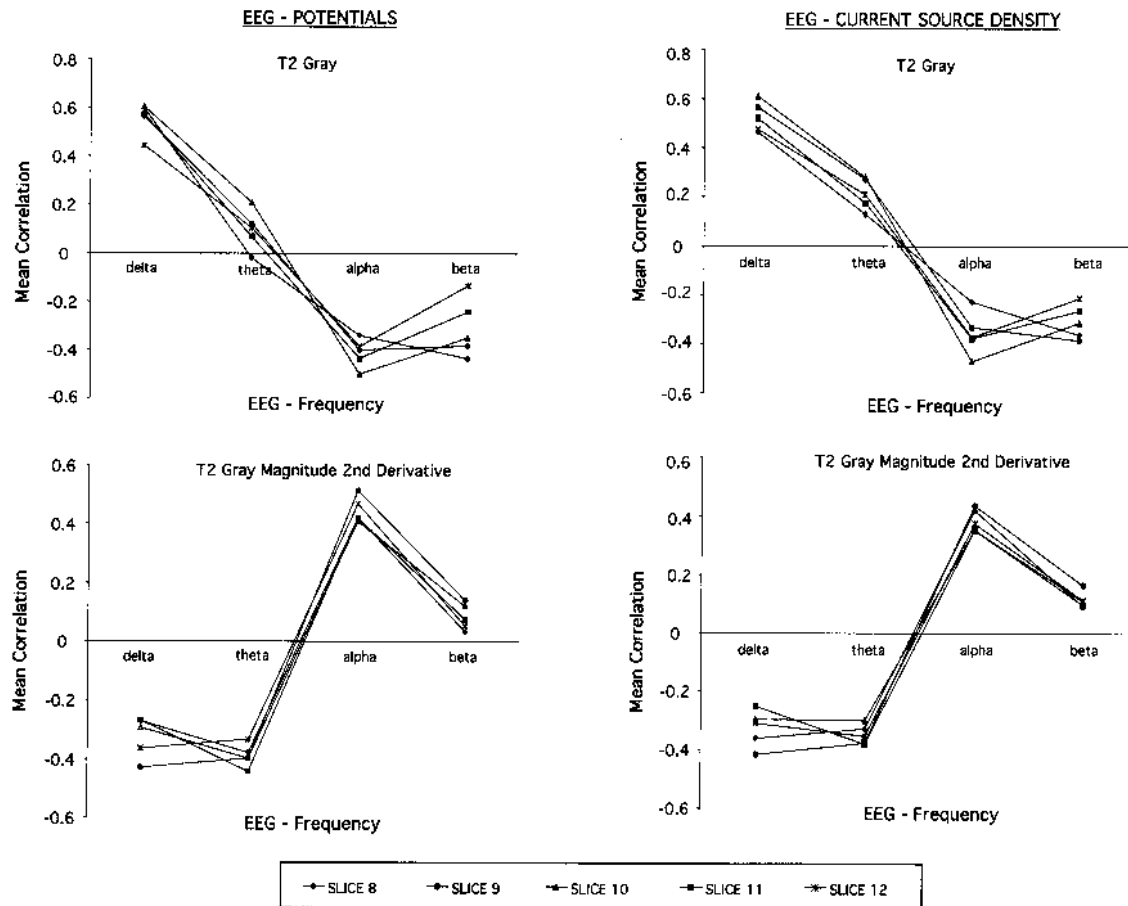 EEG - POTENTIALS
T2 Gray
Mean Correlation
0.8
0.6
0.4
0.2
0
-0.2
-0.4
-0.6
delta
theta
alpha
beta
EEG - Frequency
EEG - CURRENT SOURCE DENSITY
T2 Gray
Mean Correlation
0.8
0.6
0.4
0.2
0
-0.2
-0.4
-0.6
delta
theta
alpha
beta
EEG - Frequency
T2 Gray Magnitude 2nd Derivative
Mean Correlation
0.6
0.4
0.2
0
-0.2
-0.4
-0.6
delta
theta
alpha
beta
EEG - Frequency
T2 Gray Magnitude 2nd Derivative
Mean Correlation
0.6
0.4
0.2
0
-0.2
-0.4
-0.6
delta
theta
alpha
beta
EEG - Frequency
SLICE 8 SLICE 9 SLICE 10 SLICE 11 SLICE 12